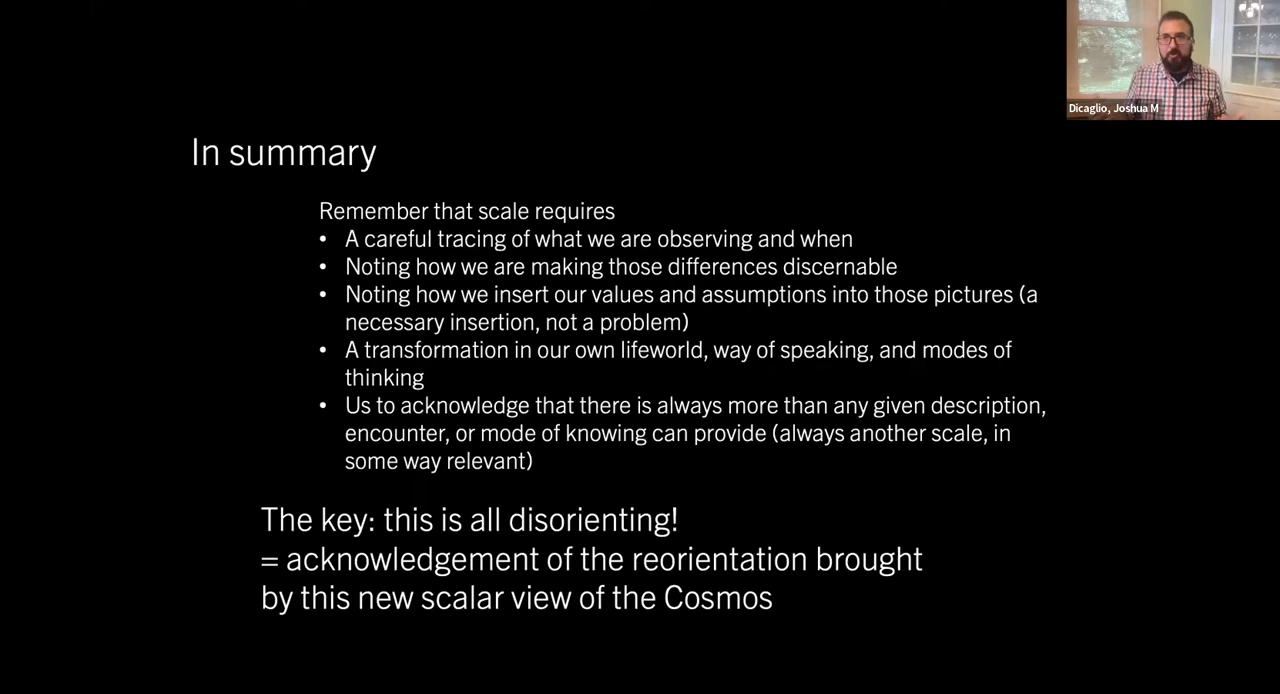 Dicaglio, Joshua M
In summary
Remember that scale requires
• A careful tracing of what we are observing and when
• Noting how we are making those differences discernable
• Noting how we insert our values and assumptions into those pictures (a
necessary insertion, not a problem)
• A transformation in our own lifeworld, way of speaking, and modes of
thinking
• Us to acknowledge that there is always more than any given description,
encounter, or mode of knowing can provide (always another scale, in
some way relevant)
The key: this is all disorienting!
= acknowledgement of the reorientation brought
by this new scalar view of the Cosmos